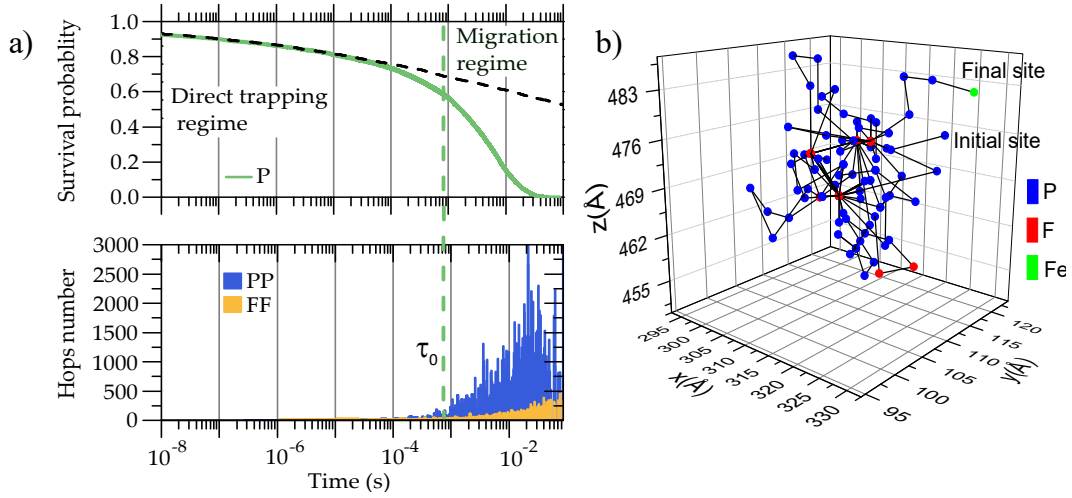 a)
Survival probablity
1.0
0.8
0.6
0.4
0.2
0.0
Direct trapping
regime
Migration
regime
P
Hops number
3000
2500
2000
1500
1000
500
0
PP
FF
τ₀
10⁻⁸
10⁻⁶
10⁻⁴
10⁻²
Time (s)
b)
z(Å)
483
476
469
462
455
Final site
Initial site
P
F
Fe
295
300
305
310
315
320
325
330
x(Å)
95
100
105
110
115
120
y(Å)